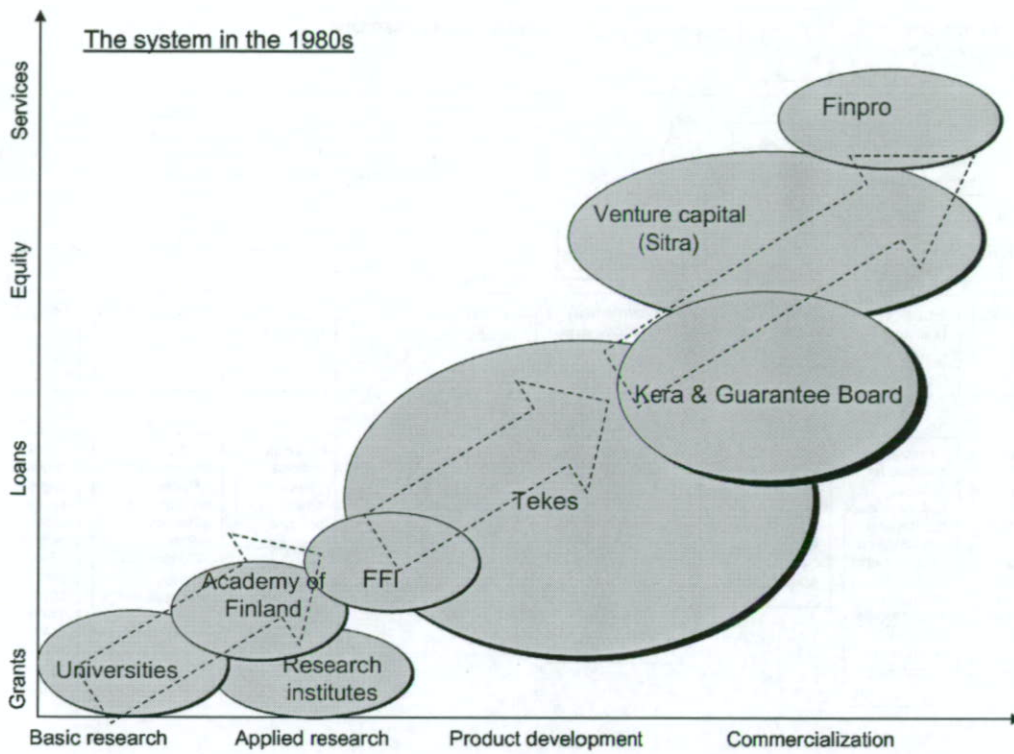 The system in the 1980s
Services
Equity
Loans
Grants
Finpro
Venture capital
(Sitra)
Kera & Guarantee Board
Tekes
FFI
Academy of
Finland
Universities
Research
institutes
Basic research
Applied research
Product development
Commercialization